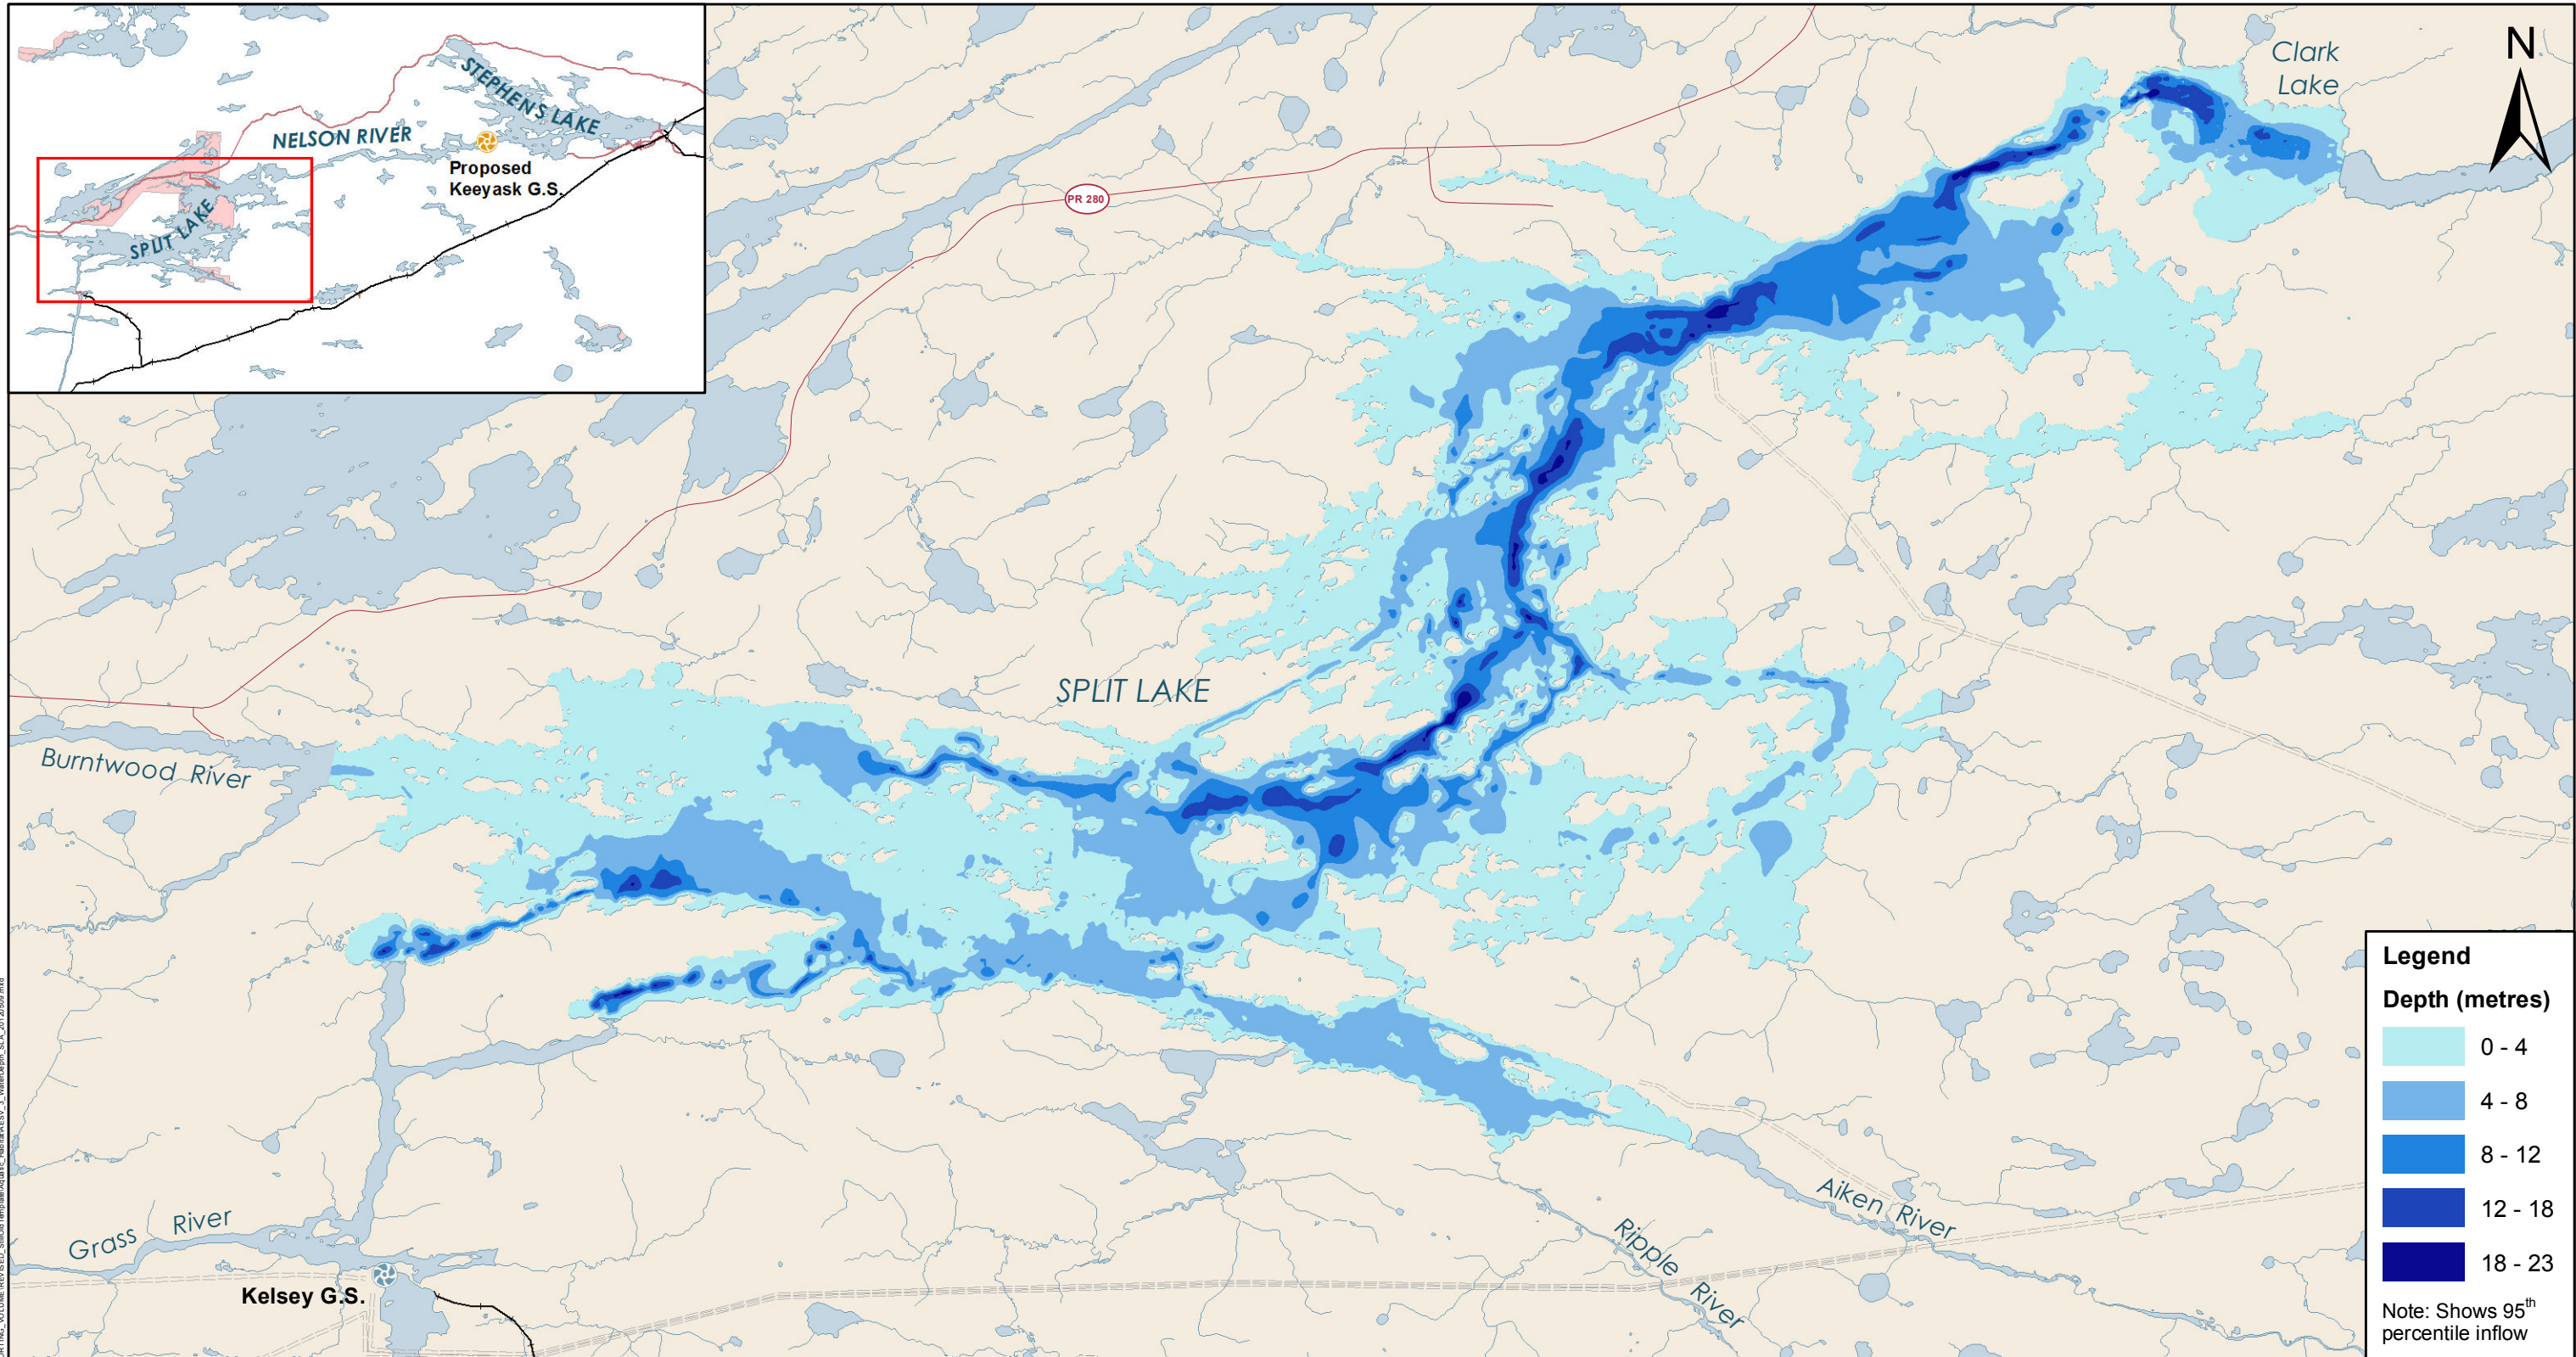 STEPHENS LAKE
NELSON RIVER
Proposed
Keeyask G.S.
SPLIT LAKE
PR 280
Clark
Lake
N
SPLIT LAKE
Burntwood River
Grass River
Kelsey G.S.
Aiken River
Ripple River
Legend
Depth (metres)
0 - 4
4 - 8
8 - 12
12 - 18
18 - 23
Note: Shows 95th
percentile inflow